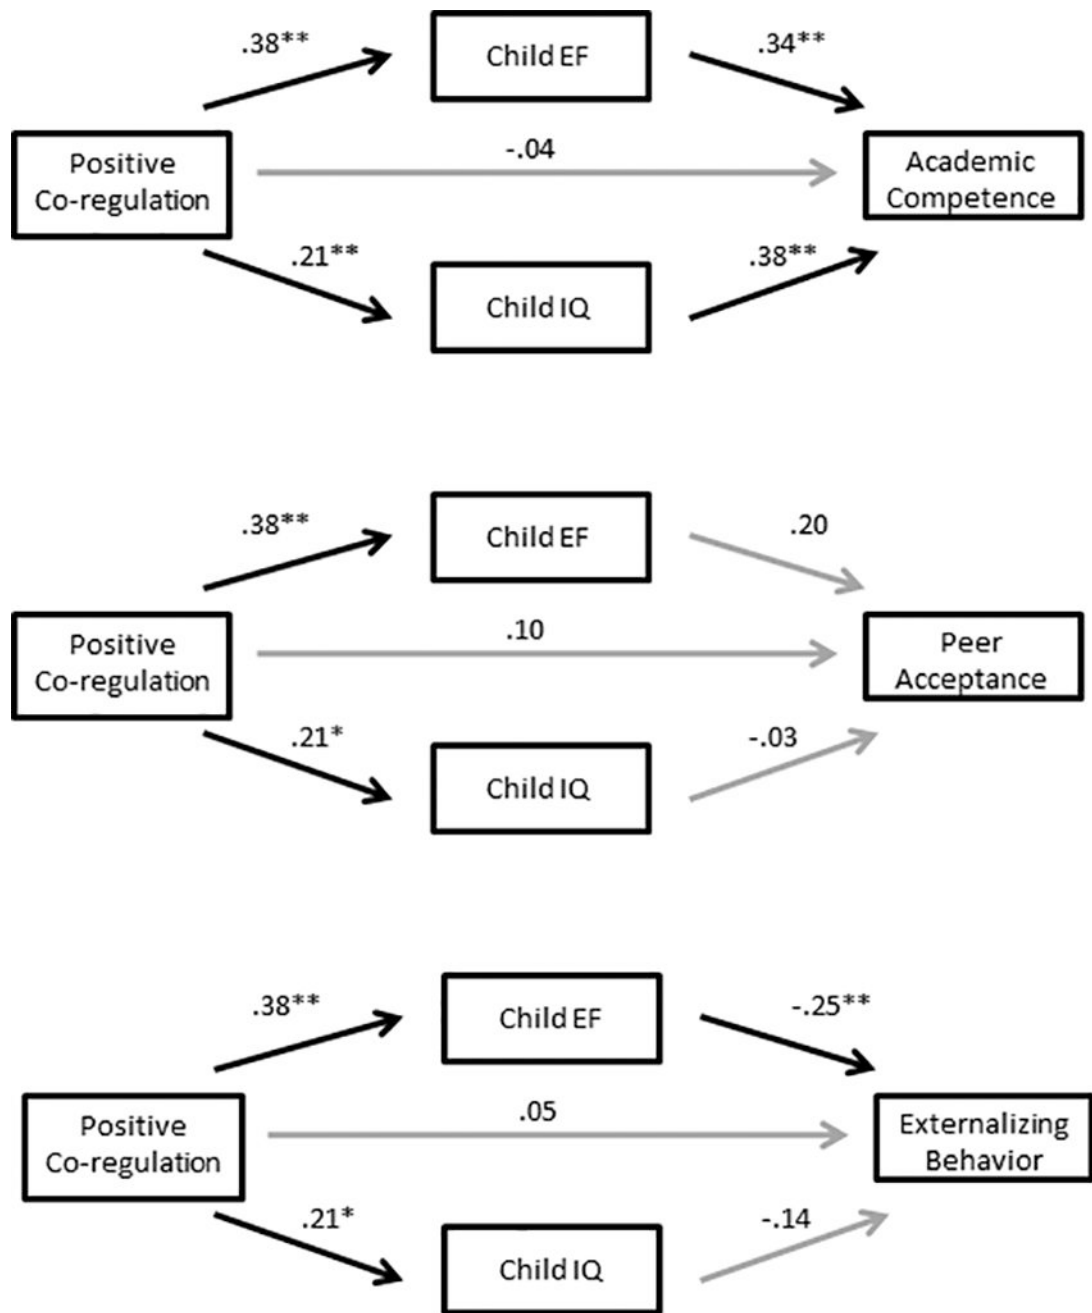 .38**
Child EF
.34**
Positive
Co-regulation
-.04
Academic
Competence
.21**
Child IQ
.38**
.38**
Child EF
.20
Positive
Co-regulation
.10
Peer
Acceptance
.21*
Child IQ
-.03
.38**
Child EF
-.25**
Positive
Co-regulation
.05
Externalizing
Behavior
.21*
Child IQ
-.14